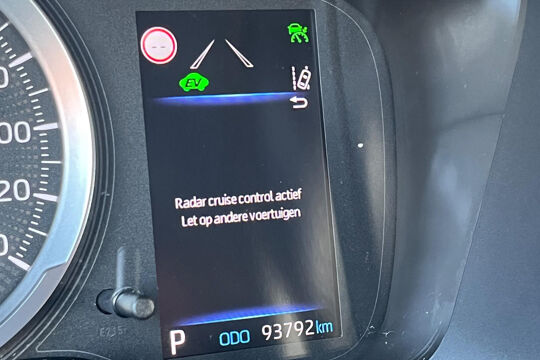 --
EV
Radar cruise control actief
Let op andere voertuigen
P ODO 93792 km